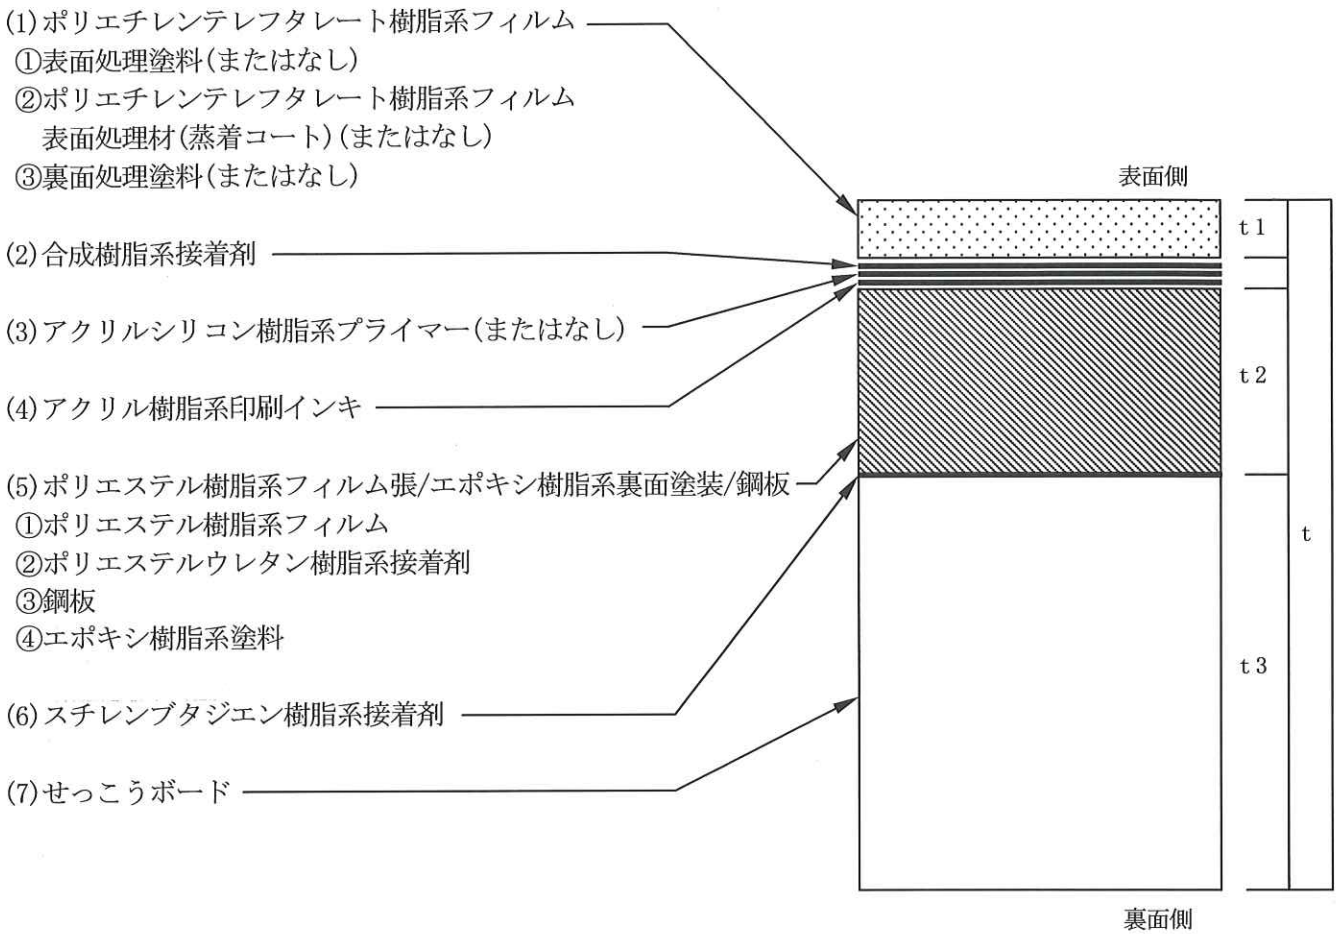 (1)ポリエチレンテレフタレート樹脂系フィルム
①表面処理塗料(またはなし)
②ポリエチレンテレフタレート樹脂系フィルム
表面処理材(蒸着コート)(またはなし)
③裏面処理塗料(またはなし)
表面側
t1
(2)合成樹脂系接着剤
(3)アクリルシリコン樹脂系プライマー(またはなし)
t2
(4)アクリル樹脂系印刷インキ
(5)ポリエステル樹脂系フィルム張/エポキシ樹脂系裏面塗装/鋼板
①ポリエステル樹脂系フィルム
②ポリエステルウレタン樹脂系接着剤
③鋼板
④エポキシ樹脂系塗料
t
t3
(6)スチレンブタジエン樹脂系接着剤
(7)せっこうボード
裏面側